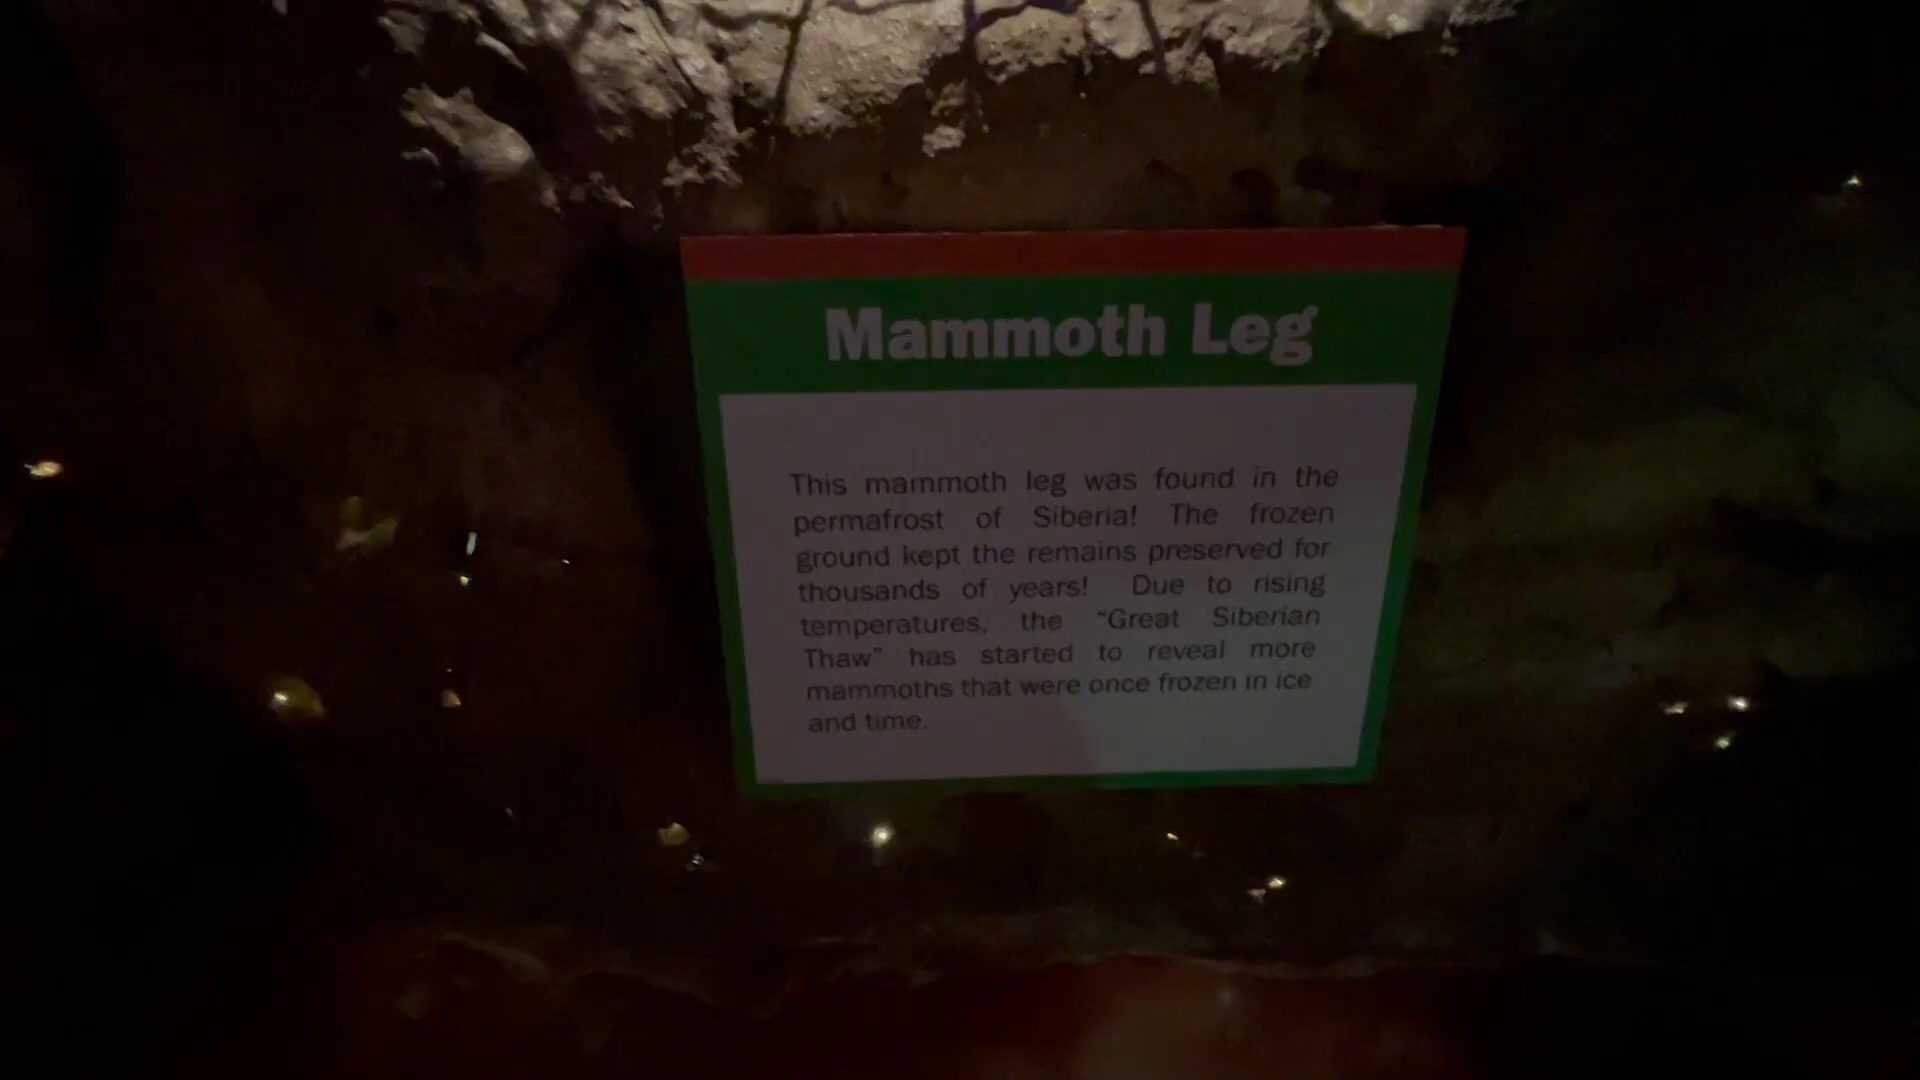 Mammoth Leg
This mammoth leg was found in the
permafrost of Siberia! The frozen
ground kept the remains preserved for
thousands of years! Due to rising
temperatures, the “Great Siberian
Thaw” has started to reveal more
mammoths that were once frozen in ice
and time.